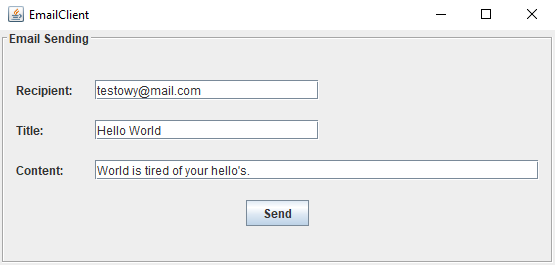 EmailClient
Email Sending
Recipient: testowy@mail.com
Title: Hello World
Content: World is tired of your hello's.
Send